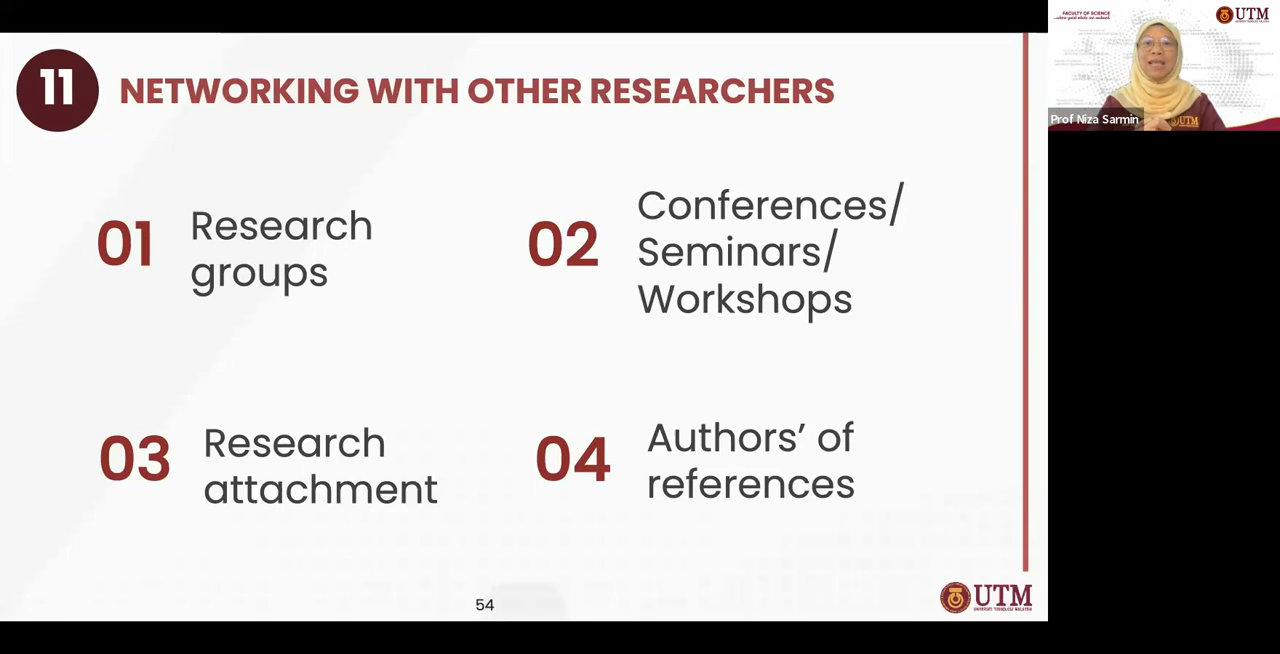 11
NETWORKING WITH OTHER RESEARCHERS
01
Research
groups
02
Conferences/
Seminars/
Workshops
03
Research
attachment
04
Authors’ of
references
54
UTM
UNIVERSITI TEKNOLOGI MALAYSIA
FACULTY OF SCIENCE
UTM
UTM
Prof Niza Sarmin